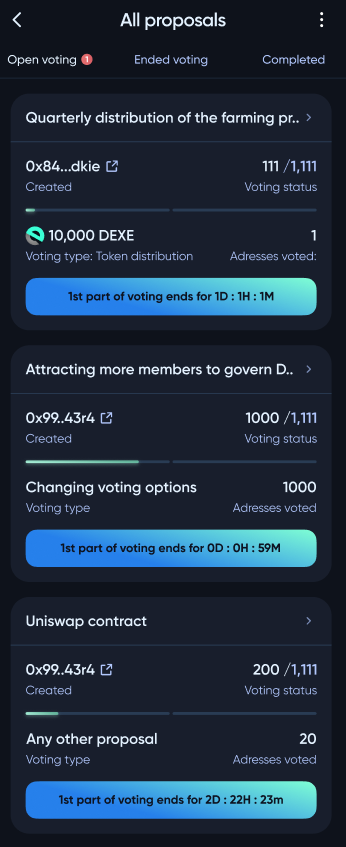 All proposals
Open voting 1 Ended voting Completed
Quarterly distribution of the farming pr..
0x84...dkie 111 /1,111
Created Voting status
10,000 DEXE 1
Voting type: Token distribution Adresses voted:
1st part of voting ends for 1D : 1H : 1M
Attracting more members to govern D..
0x99..43r4 1000 /1,111
Created Voting status
Changing voting options 1000
Voting type Adresses voted
1st part of voting ends for 0D : 0H : 59M
Uniswap contract
0x99..43r4 200 /1,111
Created Voting status
Any other proposal 20
Voting type Adresses voted
1st part of voting ends for 2D : 22H : 23m